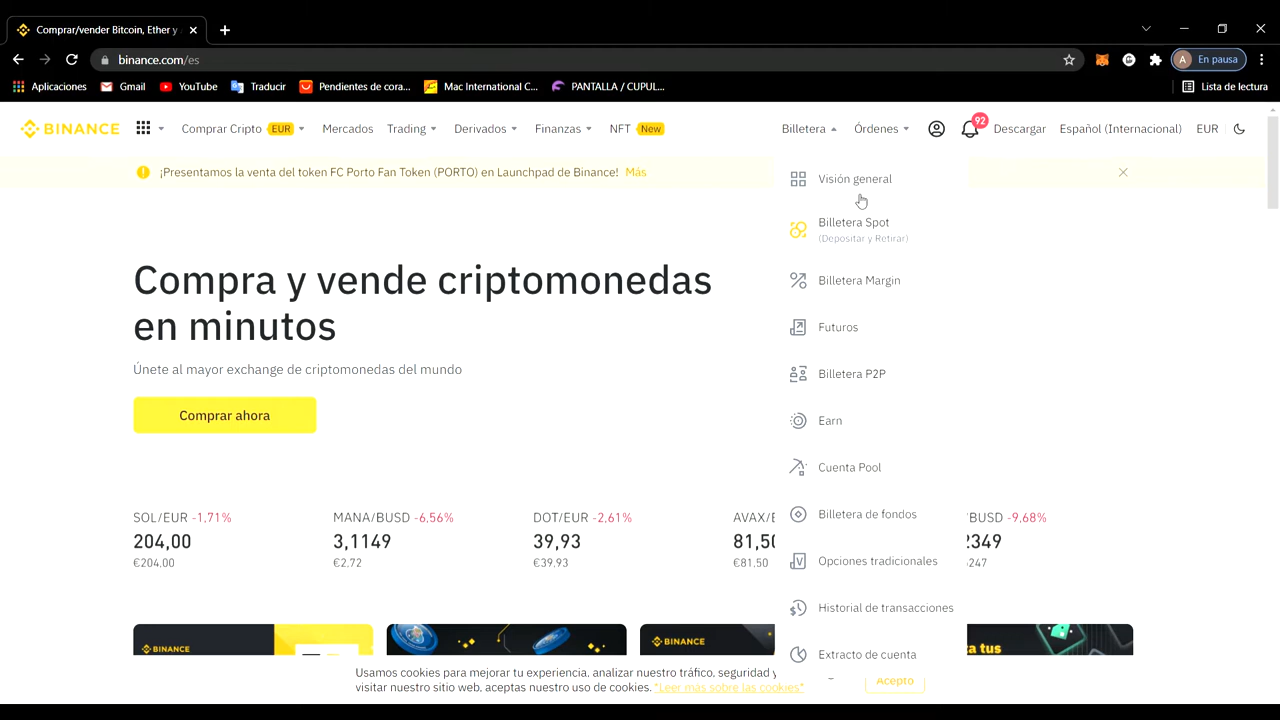 Comprar/vender Bitcoin, Ether y
binance.com/es
A En pausa
Aplicaciones Gmail YouTube Traducir Pendientes de cora... Mac International C... PANTALLA / CUPUL... Lista de lectura
BINANCE Comprar Cripto EUR Mercados Trading Derivados Finanzas NFT New Billetera Órdenes 92 Descargar Español (Internacional) EUR
¡Presentamos la venta del token FC Porto Fan Token (PORTO) en Launchpad de Binance! Más
Visión general
Billetera Spot
(Depositar y Retirar)
Billetera Margin
Futuros
Billetera P2P
Earn
Cuenta Pool
Billetera de fondos
Opciones tradicionales
Historial de transacciones
Extracto de cuenta
Compra y vende criptomonedas
en minutos
Únete al mayor exchange de criptomonedas del mundo
Comprar ahora
SOL/EUR -1,71% MANA/BUSD -6,56% DOT/EUR -2,61% AVAX/E /BUSD -9,68%
204,00 3,1149 39,93 81,50 2349
€204.00 €2,72 €39.93 €81.50 247
BINANCE BINANCE ta tus
Usamos cookies para mejorar tu experiencia, analizar nuestro tráfico, seguridad y
visitar nuestro sitio web, aceptas nuestro uso de cookies. "Leer más sobre las cookies" Acepto